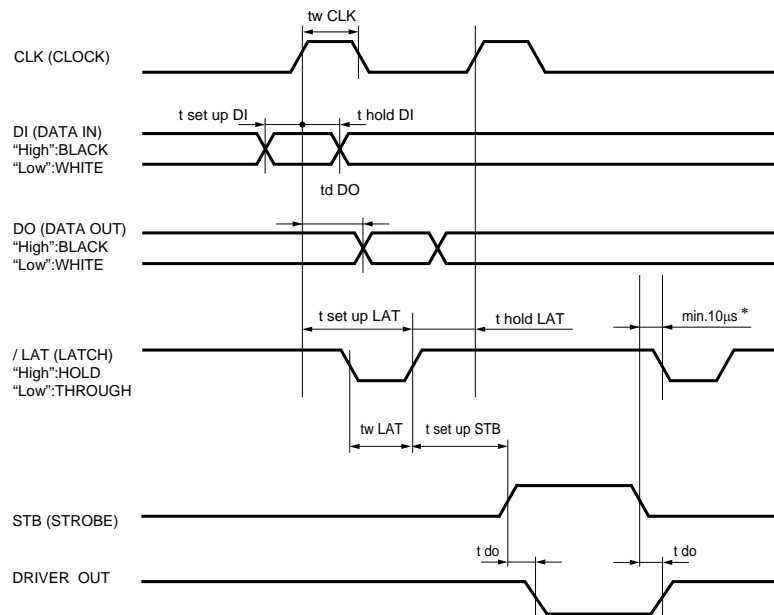 tw CLK
CLK (CLOCK)
t set up DI
t hold DI
DI (DATA IN)
“High”:BLACK
“Low”:WHITE
td DO
DO (DATA OUT)
“High”:BLACK
“Low”:WHITE
t set up LAT
t hold LAT
min.10μs *
/ LAT (LATCH)
“High”:HOLD
“Low”:THROUGH
tw LAT
t set up STB
STB (STROBE)
t do
t do
DRIVER OUT